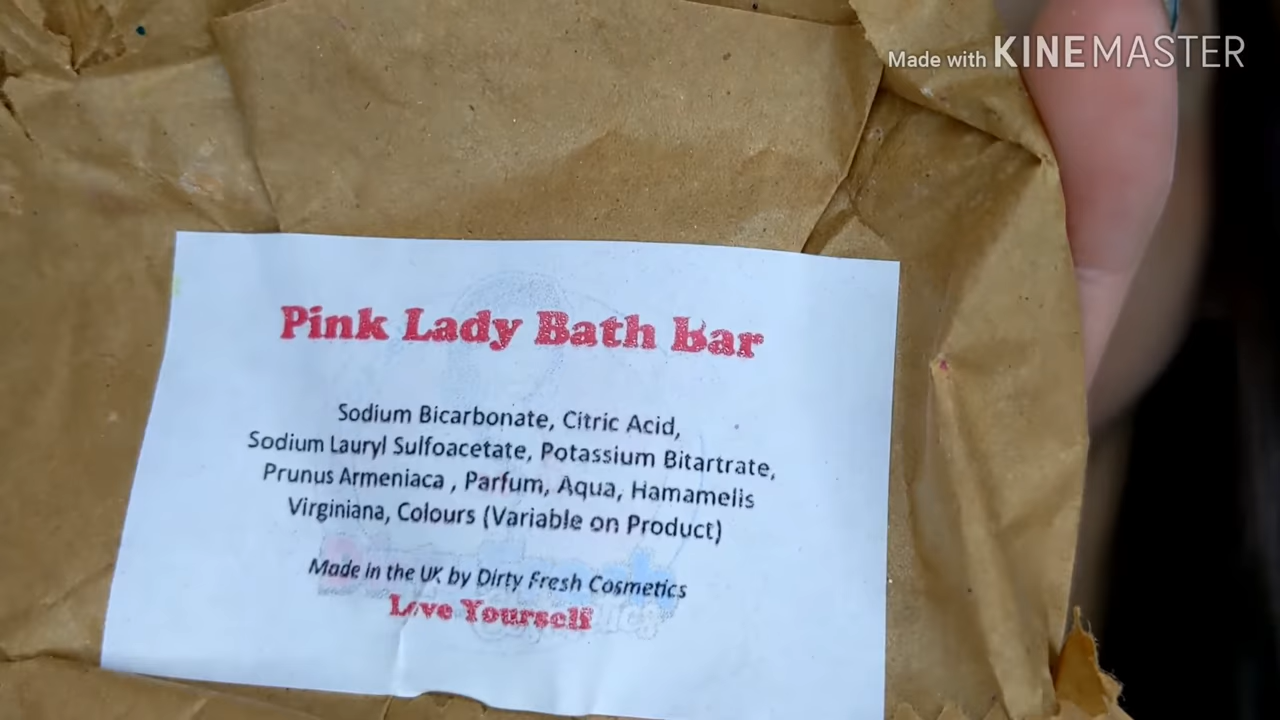 Made with KINEMASTER
Pink Lady Bath Bar
Sodium Bicarbonate, Citric Acid,
Sodium Lauryl Sulfoacetate, Potassium Bitartrate,
Prunus Armeniaca , Parfum, Aqua, Hamamelis
Virginiana, Colours (Variable on Product)
Made in the UK by Dirty Fresh Cosmetics
Love Yourself